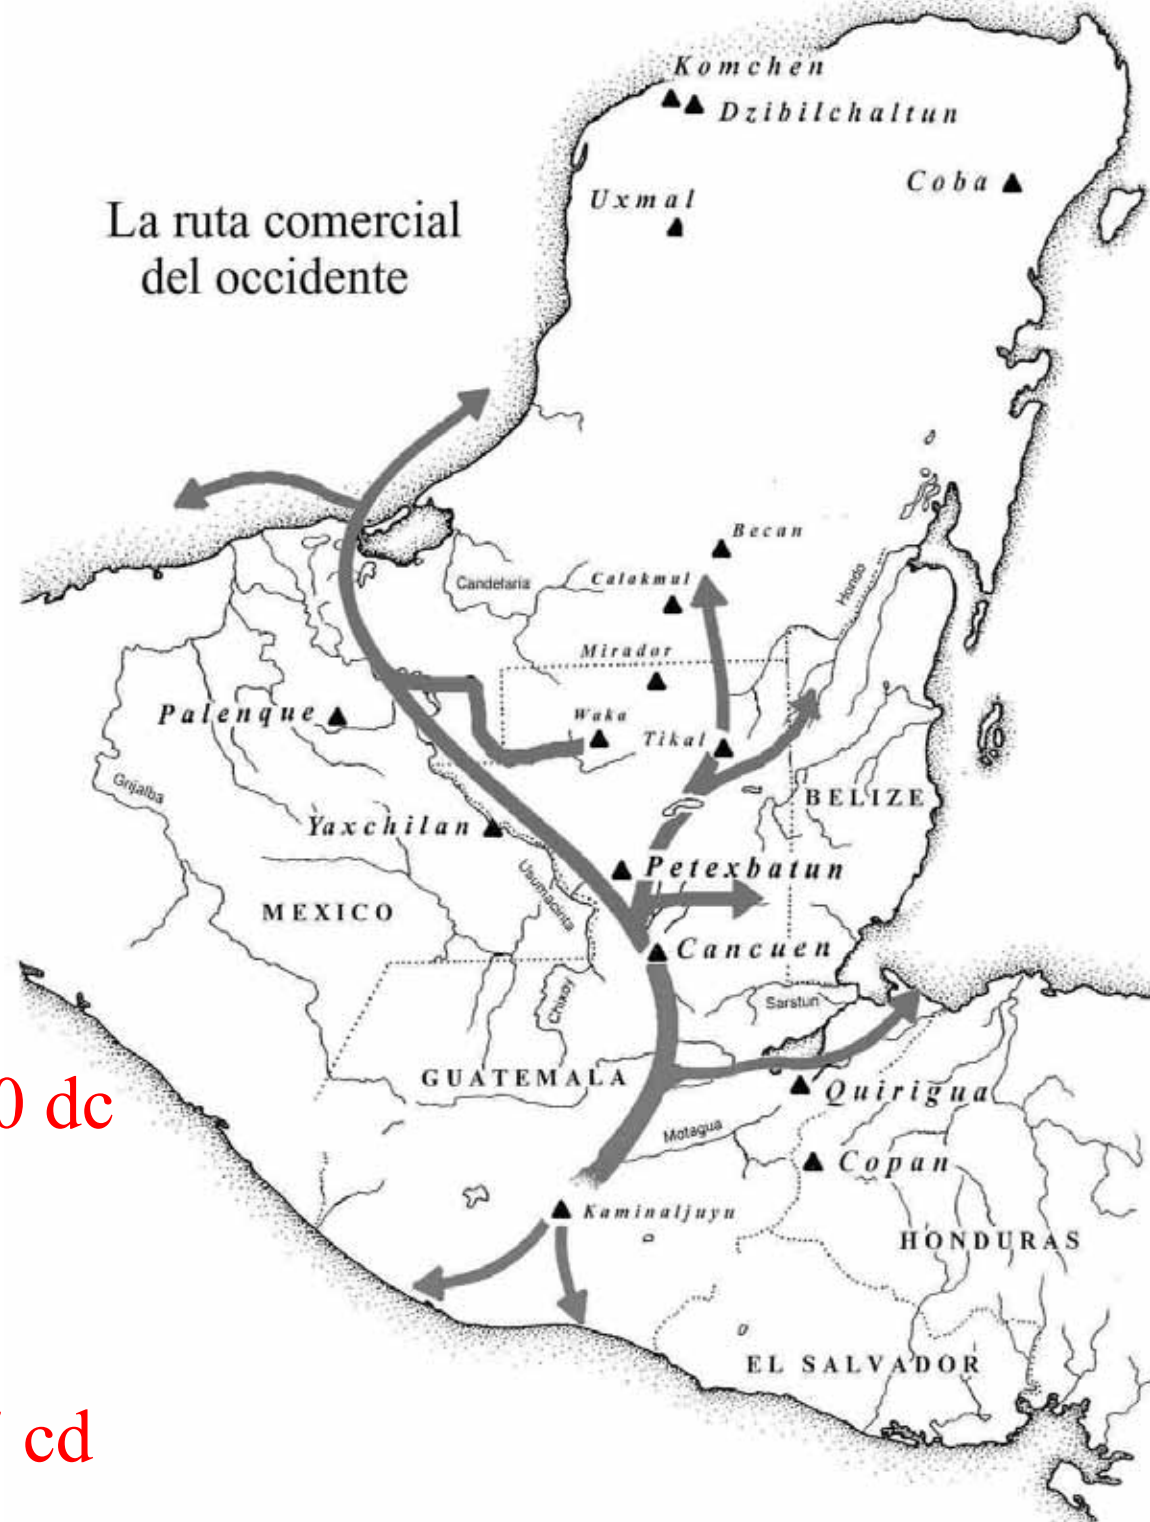 Komchen
Dzibilchaltun
Coba
Uxmal
La ruta comercial
del occidente
Becan
Calakmul
Candelaria
Hondo
Mirador
Palenque
Waka
Tikal
Grijalba
BELIZE
Yaxchilan
Petexbatun
Usumacinta
MEXICO
Cancuen
Chixoy
Sarstun
GUATEMALA
0 dc
Quirigua
Motagua
Copan
Kaminaljuyu
HONDURAS
EL SALVADOR
cd